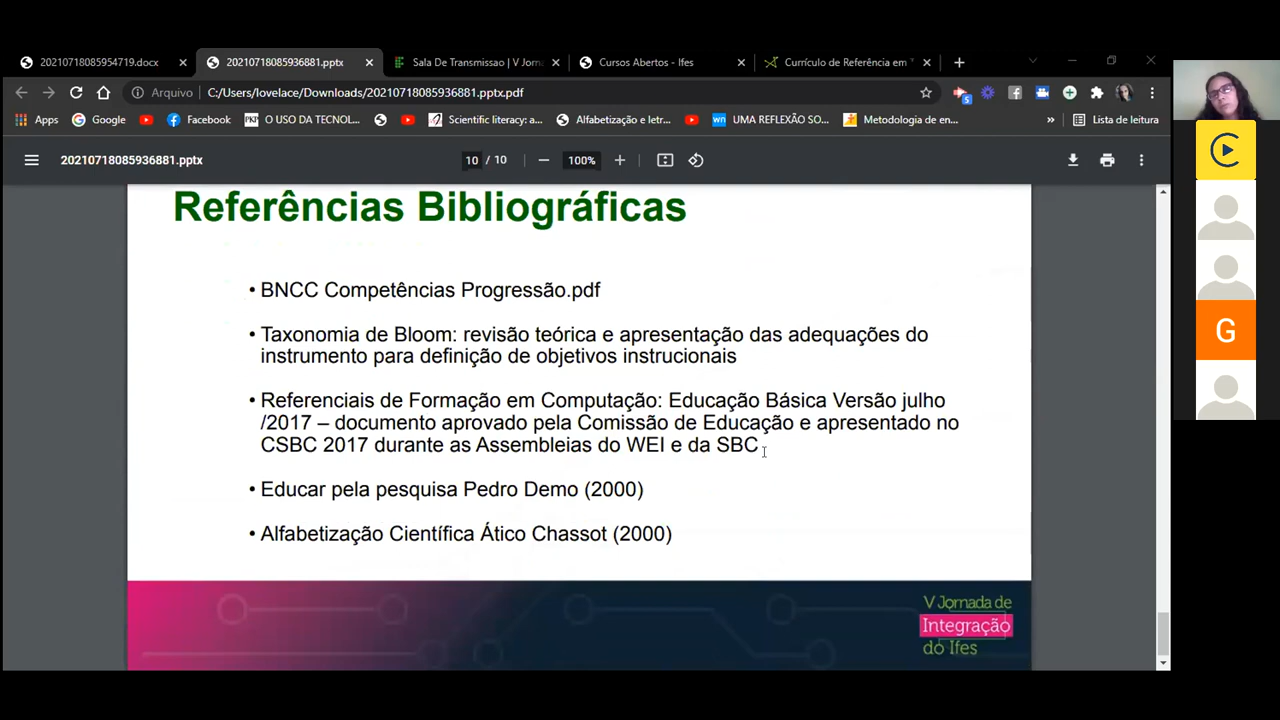 20210718085954719.docx
20210718085936881.pptx
Sala De Transmissao | V Jorna
Cursos Abertos - Ifes
Currículo de Referência em "
Arquivo
C:/Users/lovelace/Downloads/20210718085936881.pptx.pdf
5
Apps
Google
Facebook
PKP
O USO DA TECNOL...
Scientific literacy: a...
Alfabetização e letr...
wn
UMA REFLEXÃO SO...
Metodologia de en...
»
Lista de leitura
20210718085936881.pptx
10 / 10
100%
Referências Bibliográficas
• BNCC Competências Progressão.pdf
• Taxonomia de Bloom: revisão teórica e apresentação das adequações do
instrumento para definição de objetivos instrucionais
• Referenciais de Formação em Computação: Educação Básica Versão julho
/2017 – documento aprovado pela Comissão de Educação e apresentado no
CSBC 2017 durante as Assembleias do WEI e da SBC
• Educar pela pesquisa Pedro Demo (2000)
• Alfabetização Científica Ático Chassot (2000)
V Jornada de
Integração
do Ifes
G